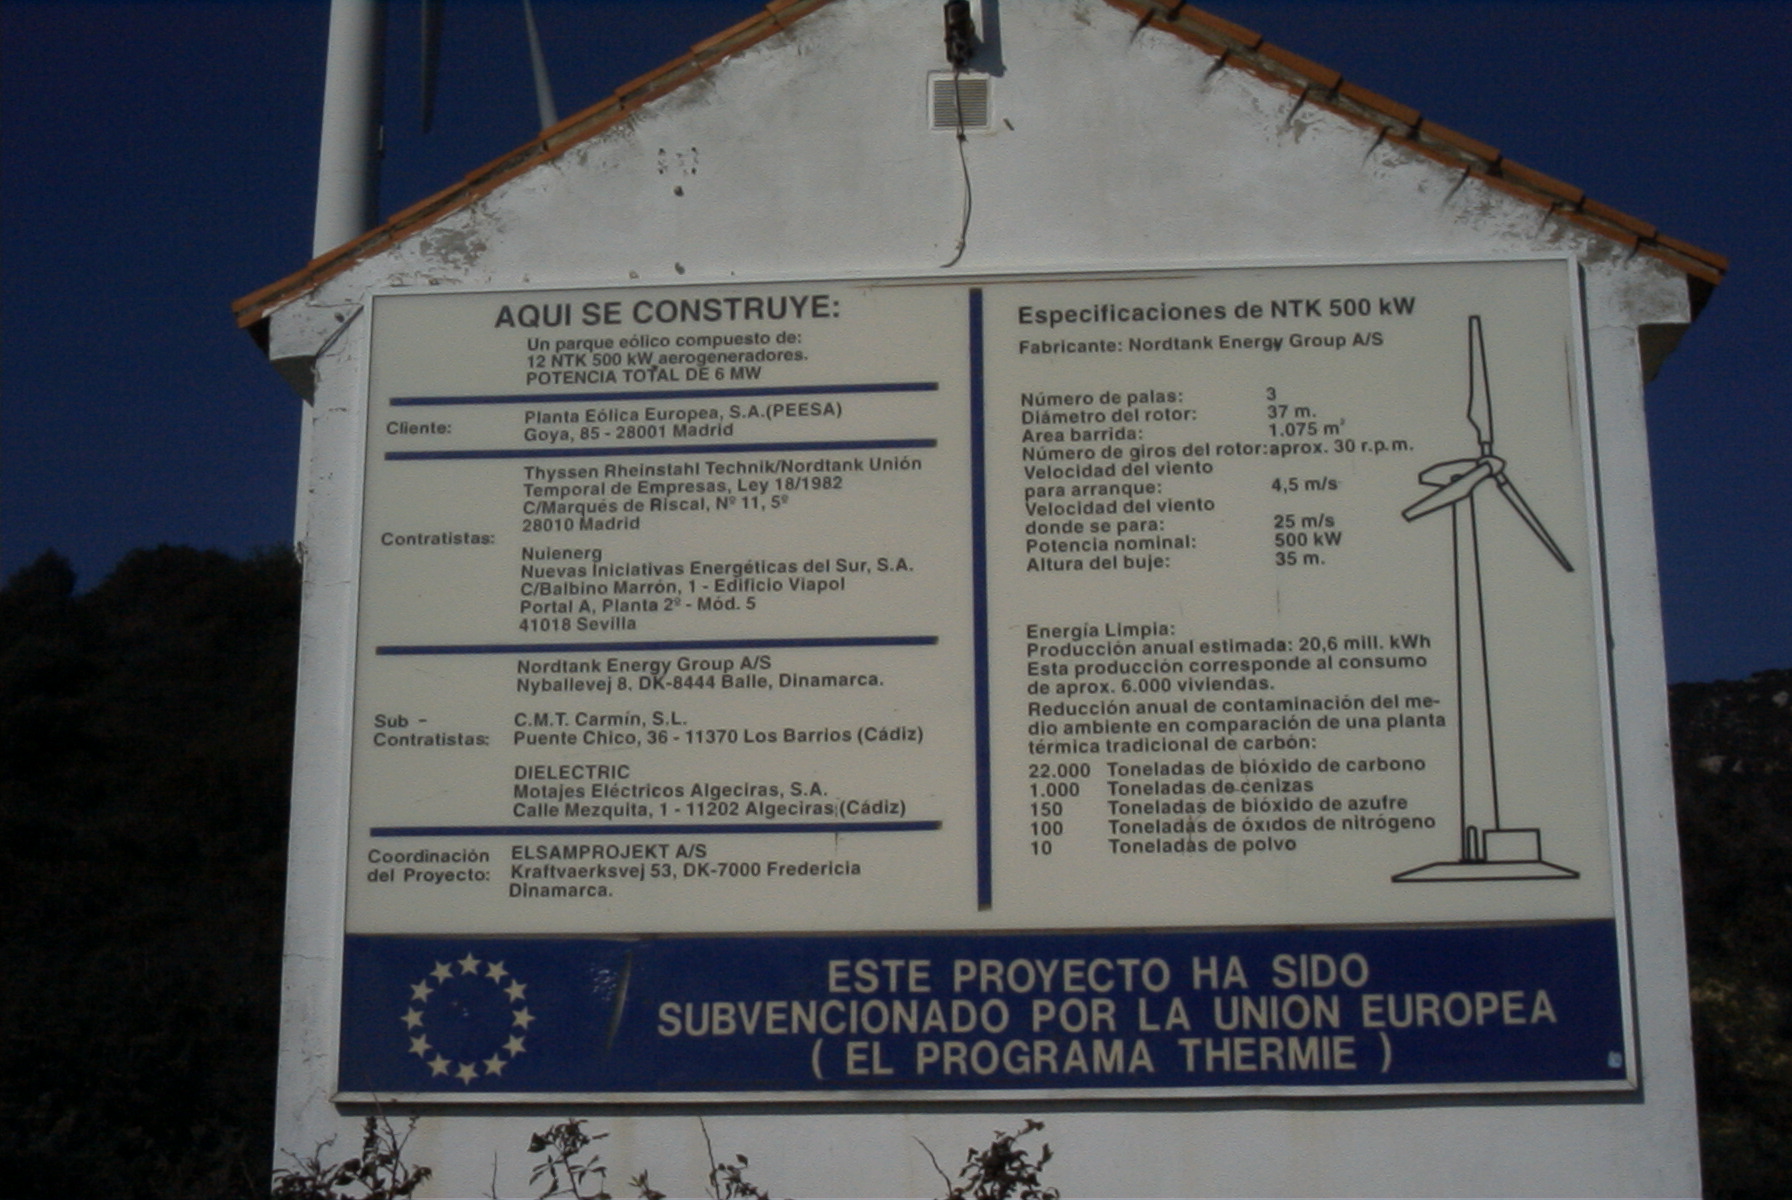 AQUI SE CONSTRUYE:
Un parque eólico compuesto de:
12 NTK 500 kW aerogeneradores.
POTENCIA TOTAL DE 6 MW
Cliente:
Planta Eólica Europea, S.A.(PEESA)
Goya, 85 - 28001 Madrid
Contratistas:
Thyssen Rheinstahl Technik/Nordtank Unión
Temporal de Empresas, Ley 18/1982
C/Marqués de Riscal, Nº 11, 5º
28010 Madrid
Nuienerg
Nuevas Iniciativas Energéticas del Sur, S.A.
C/Balbino Marrón, 1 - Edificio Viapol
Portal A, Planta 2º - Mód. 5
41018 Sevilla
Sub -
Contratistas:
Nordtank Energy Group A/S
Nyballevej 8. DK-8444 Balle, Dinamarca.
C.M.T. Carmín, S.L.
Puente Chico, 36 - 11370 Los Barrios (Cádiz)
DIELECTRIC
Motajes Eléctricos Algeciras, S.A.
Calle Mezquita, 1 - 11202 Algeciras (Cádiz)
Coordinación
del Proyecto:
ELSAMPROJEKT A/S
Kraftvaerksvej 53, DK-7000 Fredericia
Dinamarca.
Especificaciones de NTK 500 kW
Fabricante: Nordtank Energy Group A/S
Número de palas: 3
Diámetro del rotor: 37 m.
Area barrida: 1.075 m²
Número de giros del rotor: aprox. 30 r.p.m.
Velocidad del viento
para arranque: 4,5 m/s
Velocidad del viento
donde se para: 25 m/s
Potencia nominal: 500 kW
Altura del buje: 35 m.
Energía Limpia:
Producción anual estimada: 20,6 mill. kWh
Esta producción corresponde al consumo
de aprox. 6.000 viviendas.
Reducción anual de contaminación del me-
dio ambiente en comparación de una planta
térmica tradicional de carbón:
22.000 Toneladas de bióxido de carbono
1.000 Toneladas de cenizas
150 Toneladas de bióxido de azufre
100 Toneladas de óxidos de nitrógeno
10 Toneladas de polvo
ESTE PROYECTO HA SIDO
SUBVENCIONADO POR LA UNION EUROPEA
( EL PROGRAMA THERMIE )